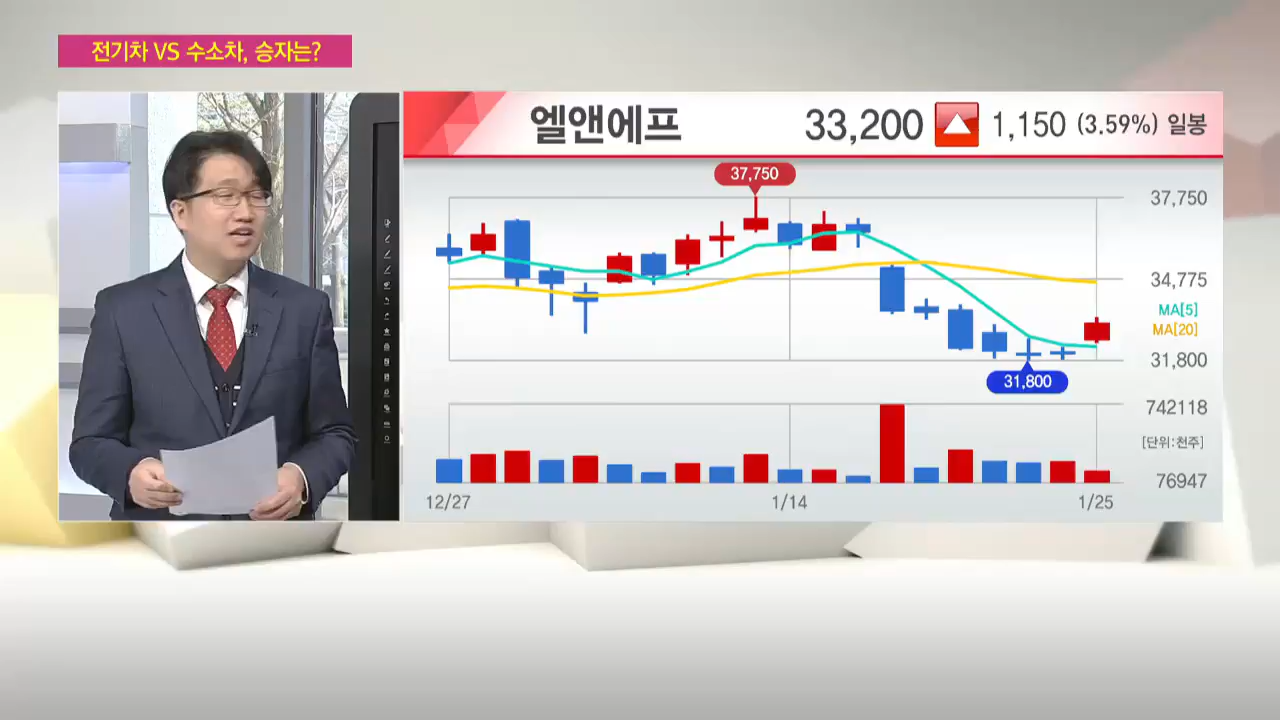 전기차 VS 수소차, 승자는?
엘앤에프 33,200 1,150 (3.59%) 일봉
37,750
37,750
34,775
MA[5]
MA[20]
31,800
31,800
742118
[단위:천주]
76947
12/27 1/14 1/25